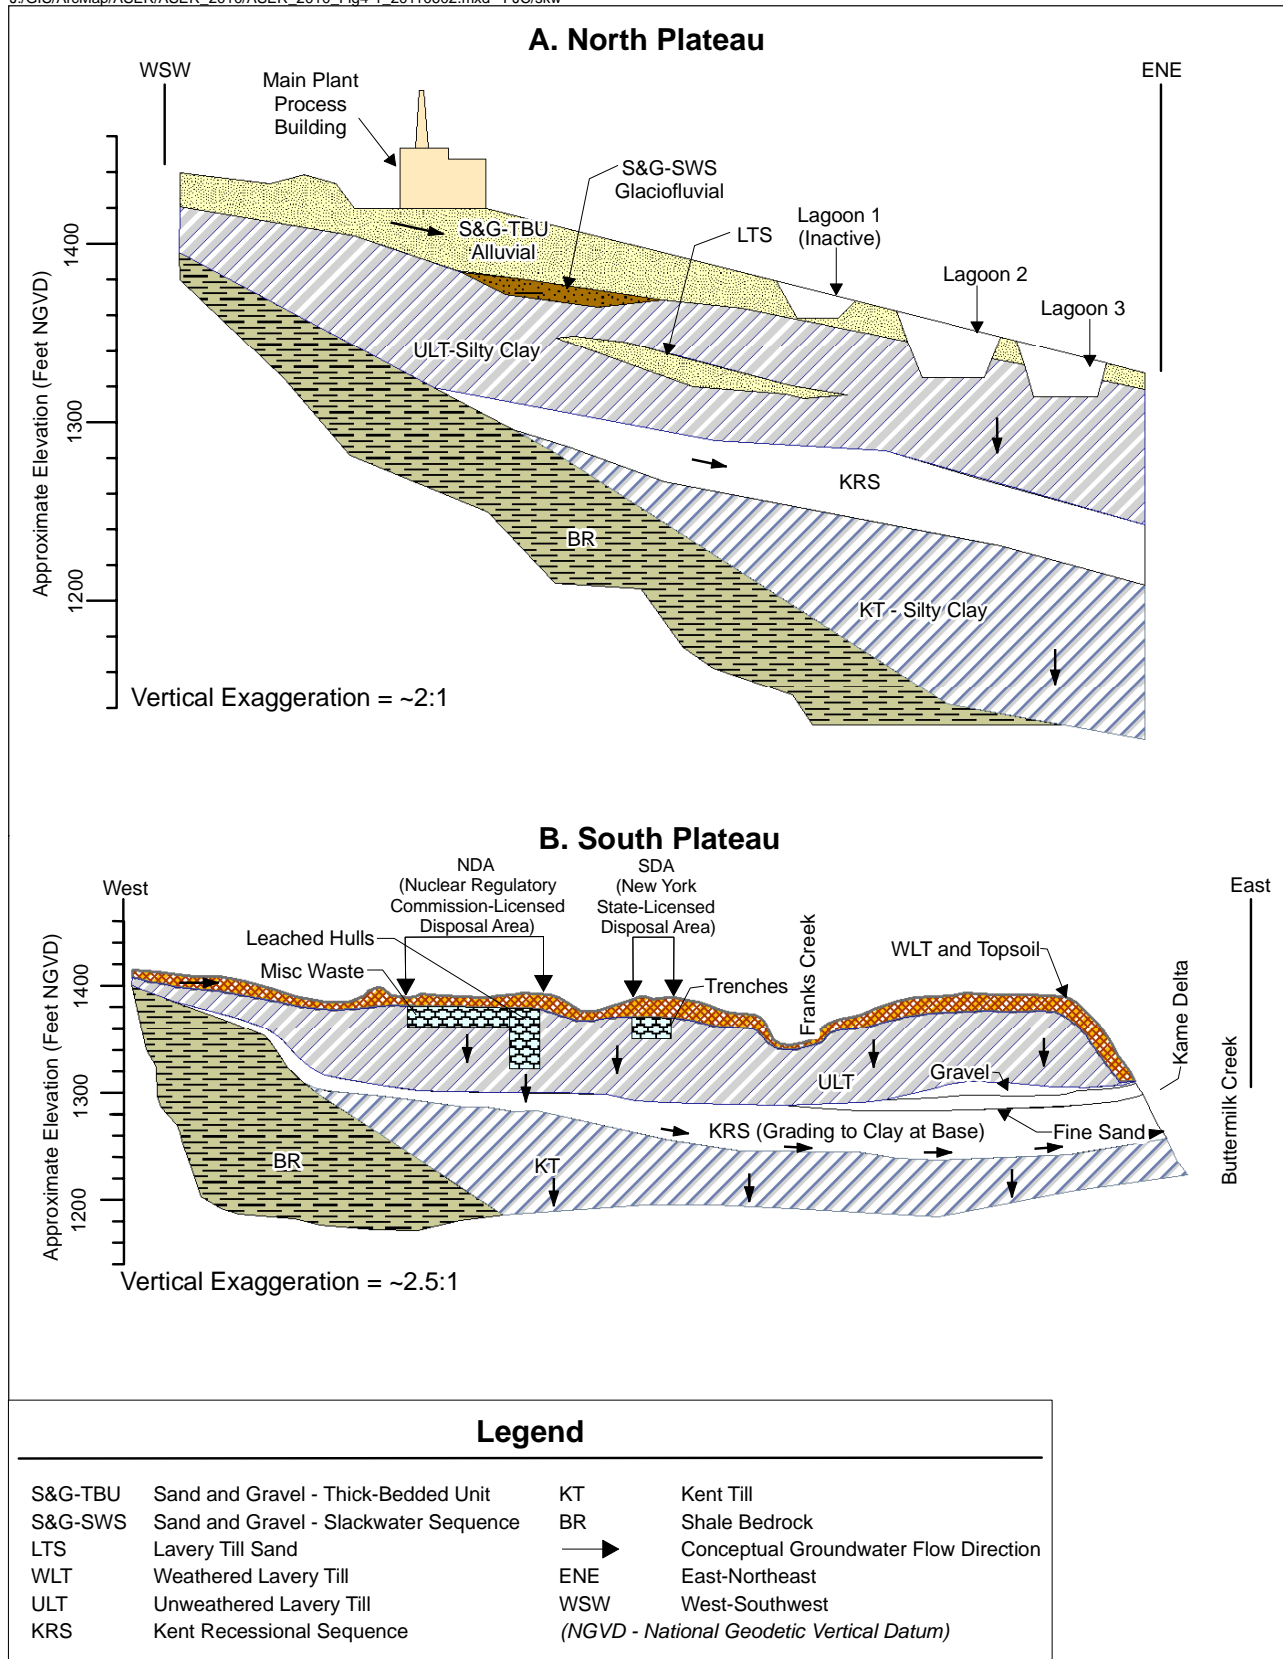 A. North Plateau
WSW
ENE
Main Plant
Process
Building
S&G-SWS
Glaciofluvial
S&G-TBU
Alluvial
LTS
Lagoon 1
(Inactive)
Lagoon 2
Lagoon 3
ULT-Silty Clay
KRS
BR
KT - Silty Clay
Approximate Elevation (Feet NGVD)
1400
1300
1200
Vertical Exaggeration = ~2:1
B. South Plateau
West
East
NDA
(Nuclear Regulatory
Commission-Licensed
Disposal Area)
SDA
(New York
State-Licensed
Disposal Area)
Leached Hulls
Misc Waste
Trenches
Franks Creek
WLT and Topsoil
Kame Delta
Buttermilk Creek
ULT
Gravel
Fine Sand
KRS (Grading to Clay at Base)
KT
BR
Approximate Elevation (Feet NGVD)
1400
1300
1200
Vertical Exaggeration = ~2.5:1
Legend
S&G-TBU Sand and Gravel - Thick-Bedded Unit
S&G-SWS Sand and Gravel - Slackwater Sequence
LTS Lavery Till Sand
WLT Weathered Lavery Till
ULT Unweathered Lavery Till
KRS Kent Recessional Sequence
KT Kent Till
BR Shale Bedrock
Conceptual Groundwater Flow Direction
ENE East-Northeast
WSW West-Southwest
(NGVD - National Geodetic Vertical Datum)